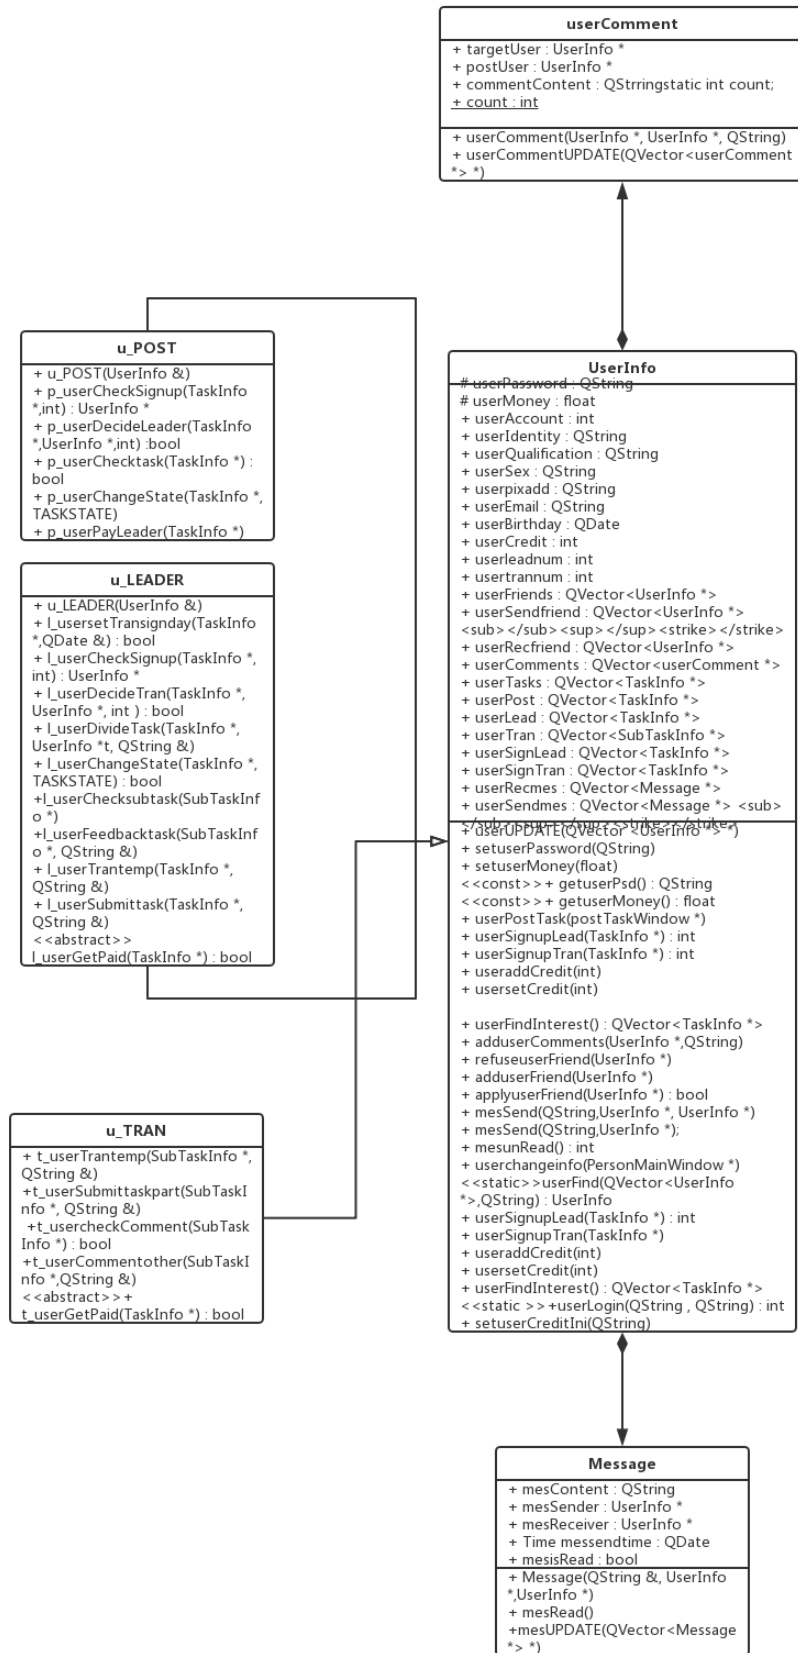 userComment
+ targetUser : UserInfo *
+ postUser : UserInfo *
+ commentContent : QStrringstatic int count;
+ count : int
+ userComment(UserInfo *, UserInfo *, QString)
+ userCommentUPDATE(QVector<userComment
*> *)
u_POST
+ u_POST(UserInfo &)
+ p_userCheckSignup(TaskInfo
*,int) : UserInfo *
+ p_userDecideLeader(TaskInfo
*,UserInfo *,int) :bool
+ p_userChecktask(TaskInfo *) :
bool
+ p_userChangeState(TaskInfo *,
TASKSTATE)
+ p_userPayLeader(TaskInfo *)
u_LEADER
+ u_LEADER(UserInfo &)
+ l_usersetTransignday(TaskInfo
*,QDate &) : bool
+ l_userCheckSignup(TaskInfo *,
int) : UserInfo *
+ l_userDecideTran(TaskInfo *,
UserInfo *, int ) : bool
+ l_userDivideTask(TaskInfo *,
UserInfo *t, QString &)
+ l_userChangeState(TaskInfo *,
TASKSTATE) : bool
+l_userChecksubtask(SubTaskInf
o *)
+l_userFeedbacktask(SubTaskInf
o *, QString &)
+ l_userTrantemp(TaskInfo *,
QString &)
+ l_userSubmittask(TaskInfo *,
QString &)
<<abstract>>
l_userGetPaid(TaskInfo *) : bool
u_TRAN
+ t_userTrantemp(SubTaskInfo *,
QString &)
+t_userSubmittaskpart(SubTaskI
nfo *, QString &)
+t_usercheckComment(SubTask
Info *) : bool
+t_userCommentother(SubTaskI
nfo *,QString &)
<<abstract>>+
t_userGetPaid(TaskInfo *) : bool
UserInfo
# userPassword : QString
# userMoney : float
+ userAccount : int
+ userIdentity : QString
+ userQualification : QString
+ userSex : QString
+ userpixadd : QString
+ userEmail : QString
+ userBirthday : QDate
+ userCredit : int
+ userleadnum : int
+ usertrannum : int
+ userFriends : QVector<UserInfo *>
+ userSendfriend : QVector<UserInfo *>
<sub></sub><sup></sup><strike></strike>
+ userRecfriend : QVector<UserInfo *>
+ userComments : QVector<userComment *>
+ userTasks : QVector<TaskInfo *>
+ userPost : QVector<TaskInfo *>
+ userLead : QVector<TaskInfo *>
+ userTran : QVector<SubTaskInfo *>
+ userSignLead : QVector<TaskInfo *>
+ userSignTran : QVector<TaskInfo *>
+ userRecmes : QVector<Message *>
+ userSendmes : QVector<Message *> <sub>
</sub><sup></sup><strike></strike>
+ userUPDATE(QVector <UserInfo *> *)
+ setuserPassword(QString)
+ setuserMoney(float)
<<const>>+ getuserPsd() : QString
<<const>>+ getuserMoney() : float
+ userPostTask(postTaskWindow *)
+ userSignupLead(TaskInfo *) : int
+ userSignupTran(TaskInfo *) : int
+ useraddCredit(int)
+ usersetCredit(int)
+ userFindInterest() : QVector<TaskInfo *>
+ adduserComments(UserInfo *,QString)
+ refuseuserFriend(UserInfo *)
+ adduserFriend(UserInfo *)
+ applyuserFriend(UserInfo *) : bool
+ mesSend(QString,UserInfo *, UserInfo *)
+ mesSend(QString,UserInfo *);
+ mesunRead() : int
+ userchangeinfo(PersonMainWindow *)
<<static>>userFind(QVector<UserInfo
*>,QString) : UserInfo
+ userSignupLead(TaskInfo *) : int
+ userSignupTran(TaskInfo *)
+ useraddCredit(int)
+ usersetCredit(int)
+ userFindInterest() : QVector<TaskInfo *>
<<static >>+userLogin(QString , QString) : int
+ setuserCreditIni(QString)
Message
+ mesContent : QString
+ mesSender : UserInfo *
+ mesReceiver : UserInfo *
+ Time messendtime : QDate
+ mesisRead : bool
+ Message(QString &, UserInfo
*,UserInfo *)
+ mesRead()
+mesUPDATE(QVector<Message
*> *)